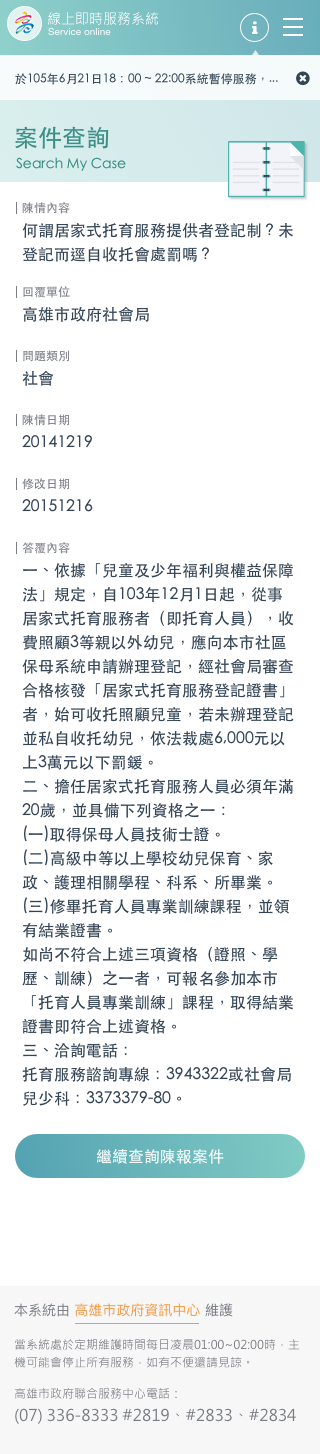 線上即時服務系統
Service online
於105年6月21日18：00 ~ 22:00系統暫停服務，...
案件查詢
Search My Case
陳情內容
何謂居家式托育服務提供者登記制？未
登記而逕自收托會處罰嗎？
回覆單位
高雄市政府社會局
問題類別
社會
陳情日期
20141219
修改日期
20151216
答覆內容
一、依據「兒童及少年福利與權益保障
法」規定，自103年12月1日起，從事
居家式托育服務者（即托育人員），收
費照顧3等親以外幼兒，應向本市社區
保母系統申請辦理登記，經社會局審查
合格核發「居家式托育服務登記證書」
者，始可收托照顧兒童，若未辦理登記
並私自收托幼兒，依法裁處6,000元以
上3萬元以下罰鍰。
二、擔任居家式托育服務人員必須年滿
20歲，並具備下列資格之一：
(一)取得保母人員技術士證。
(二)高級中等以上學校幼兒保育、家
政、護理相關學程、科系、所畢業。
(三)修畢托育人員專業訓練課程，並領
有結業證書。
如尚不符合上述三項資格（證照、學
歷、訓練）之一者，可報名參加本市
「托育人員專業訓練」課程，取得結業
證書即符合上述資格。
三、洽詢電話：
托育服務諮詢專線：3943322或社會局
兒少科：3373379-80。
繼續查詢陳報案件
本系統由 高雄市政府資訊中心 維護
當系統處於定期維護時間每日凌晨01:00~02:00時，主
機可能會停止所有服務，如有不便還請見諒。
高雄市政府聯合服務中心電話：
(07) 336-8333 #2819、#2833、#2834